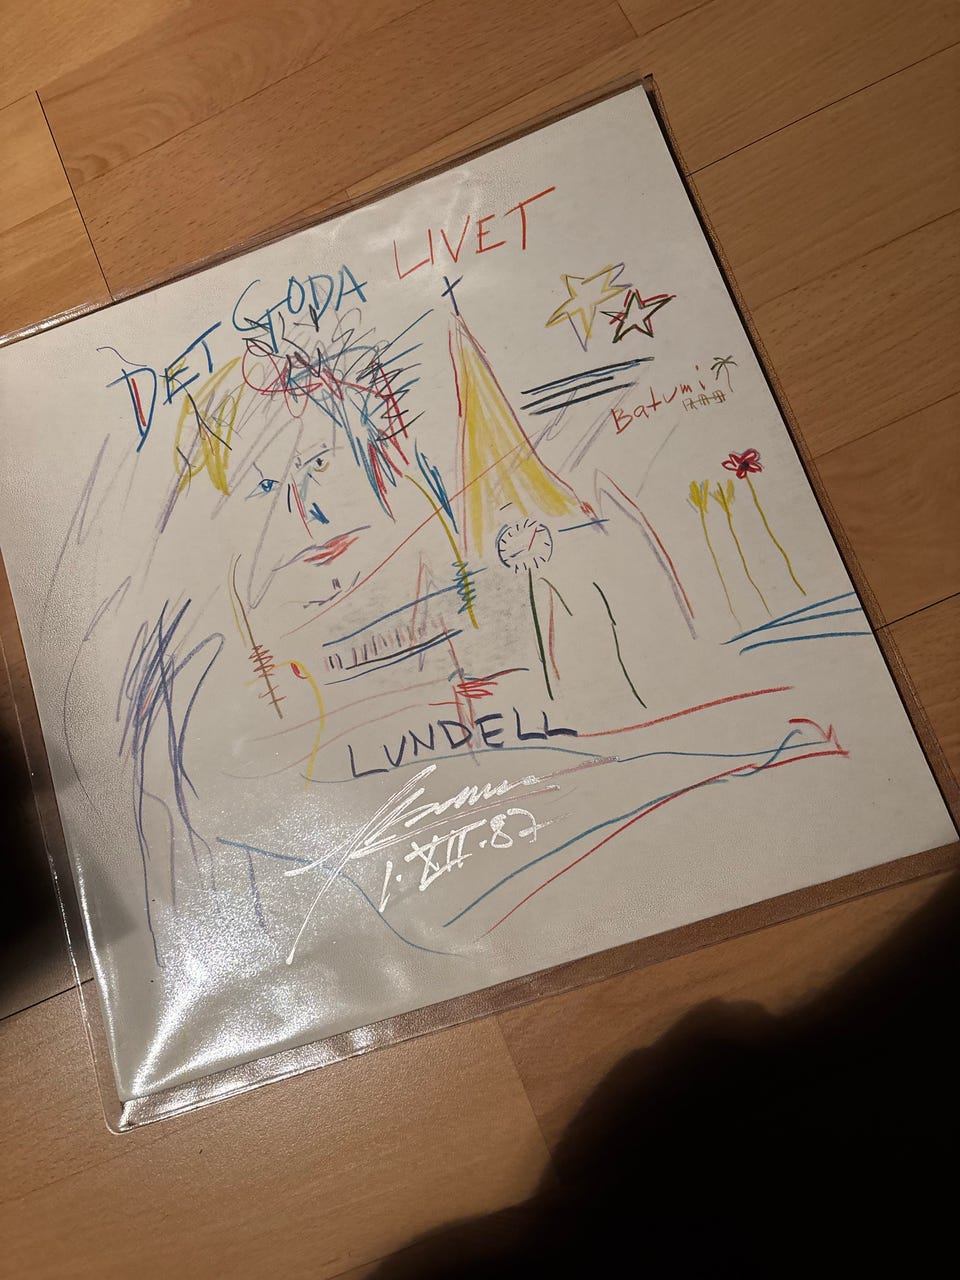 DET GODA LIVET
Batumi
LUNDELL
1.XII.87